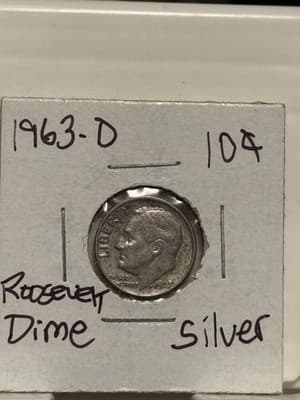 1963-D 10¢
LIBERTY
ROOSEVELT
Dime Silver